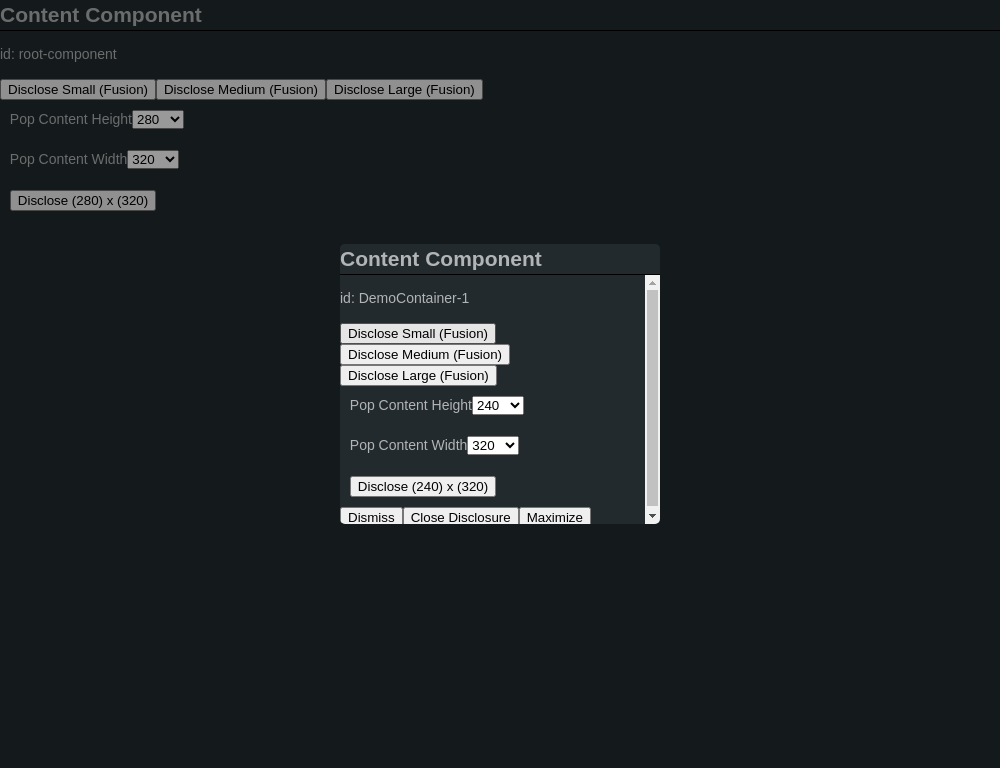 Content Component
id: root-component
Disclose Small (Fusion) Disclose Medium (Fusion) Disclose Large (Fusion)
Pop Content Height 280
Pop Content Width 320
Disclose (280) x (320)
Content Component
id: DemoContainer-1
Disclose Small (Fusion)
Disclose Medium (Fusion)
Disclose Large (Fusion)
Pop Content Height 240
Pop Content Width 320
Disclose (240) x (320)
Dismiss Close Disclosure Maximize